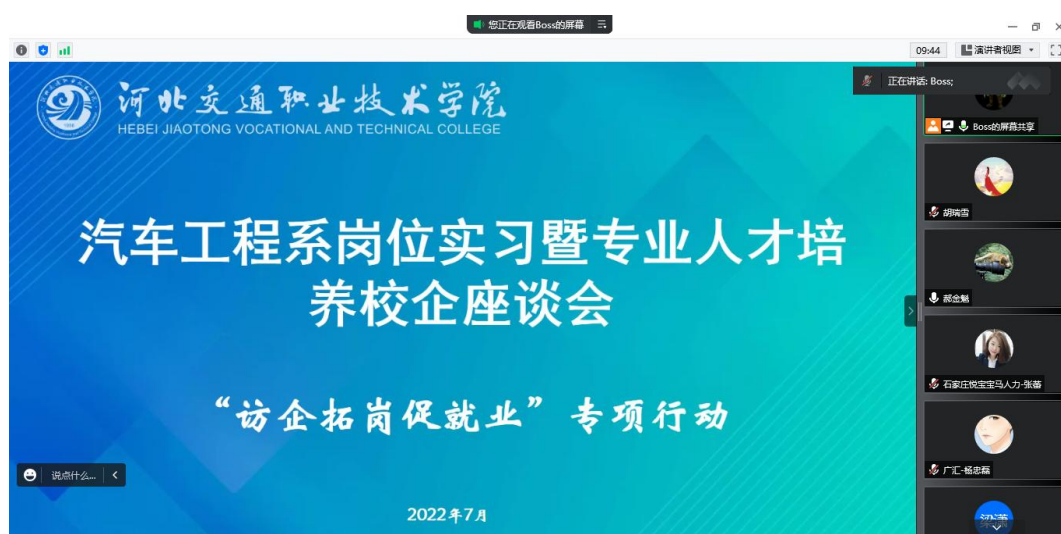 您正在观看Boss的屏幕
09:44
演讲者视图
正在讲话: Boss;
河北交通职业技术学院
HEBEI JIAOTONG VOCATIONAL AND TECHNICAL COLLEGE
汽车工程系岗位实习暨专业人才培
养校企座谈会
“访企拓岗促就业”专项行动
2022年7月
说点什么...
Boss的屏幕共享
胡瑞雪
郝金魁
石家庄悦宝宝马人力-张蓓
广汇-杨忠磊
梁潇